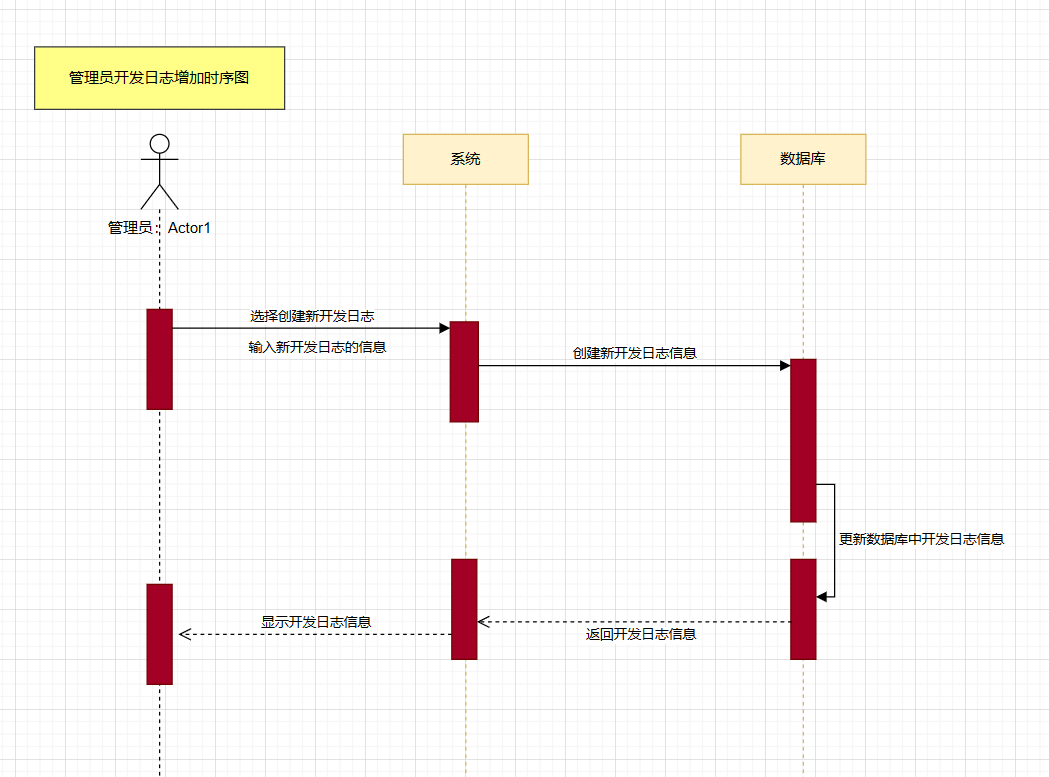 管理员开发日志增加时序图
系统
数据库
管理员：Actor1
选择创建新开发日志
输入新开发日志的信息
创建新开发日志信息
更新数据库中开发日志信息
显示开发日志信息
返回开发日志信息